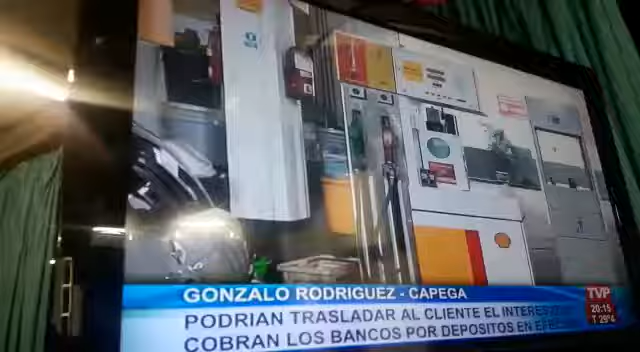 GONZALO RODRIGUEZ - CAPEGA
PODRIAN TRASLADAR AL CLIENTE EL INTERES
COBRAN LOS BANCOS POR DEPOSITOS EN
TVP
20:15
T 29°